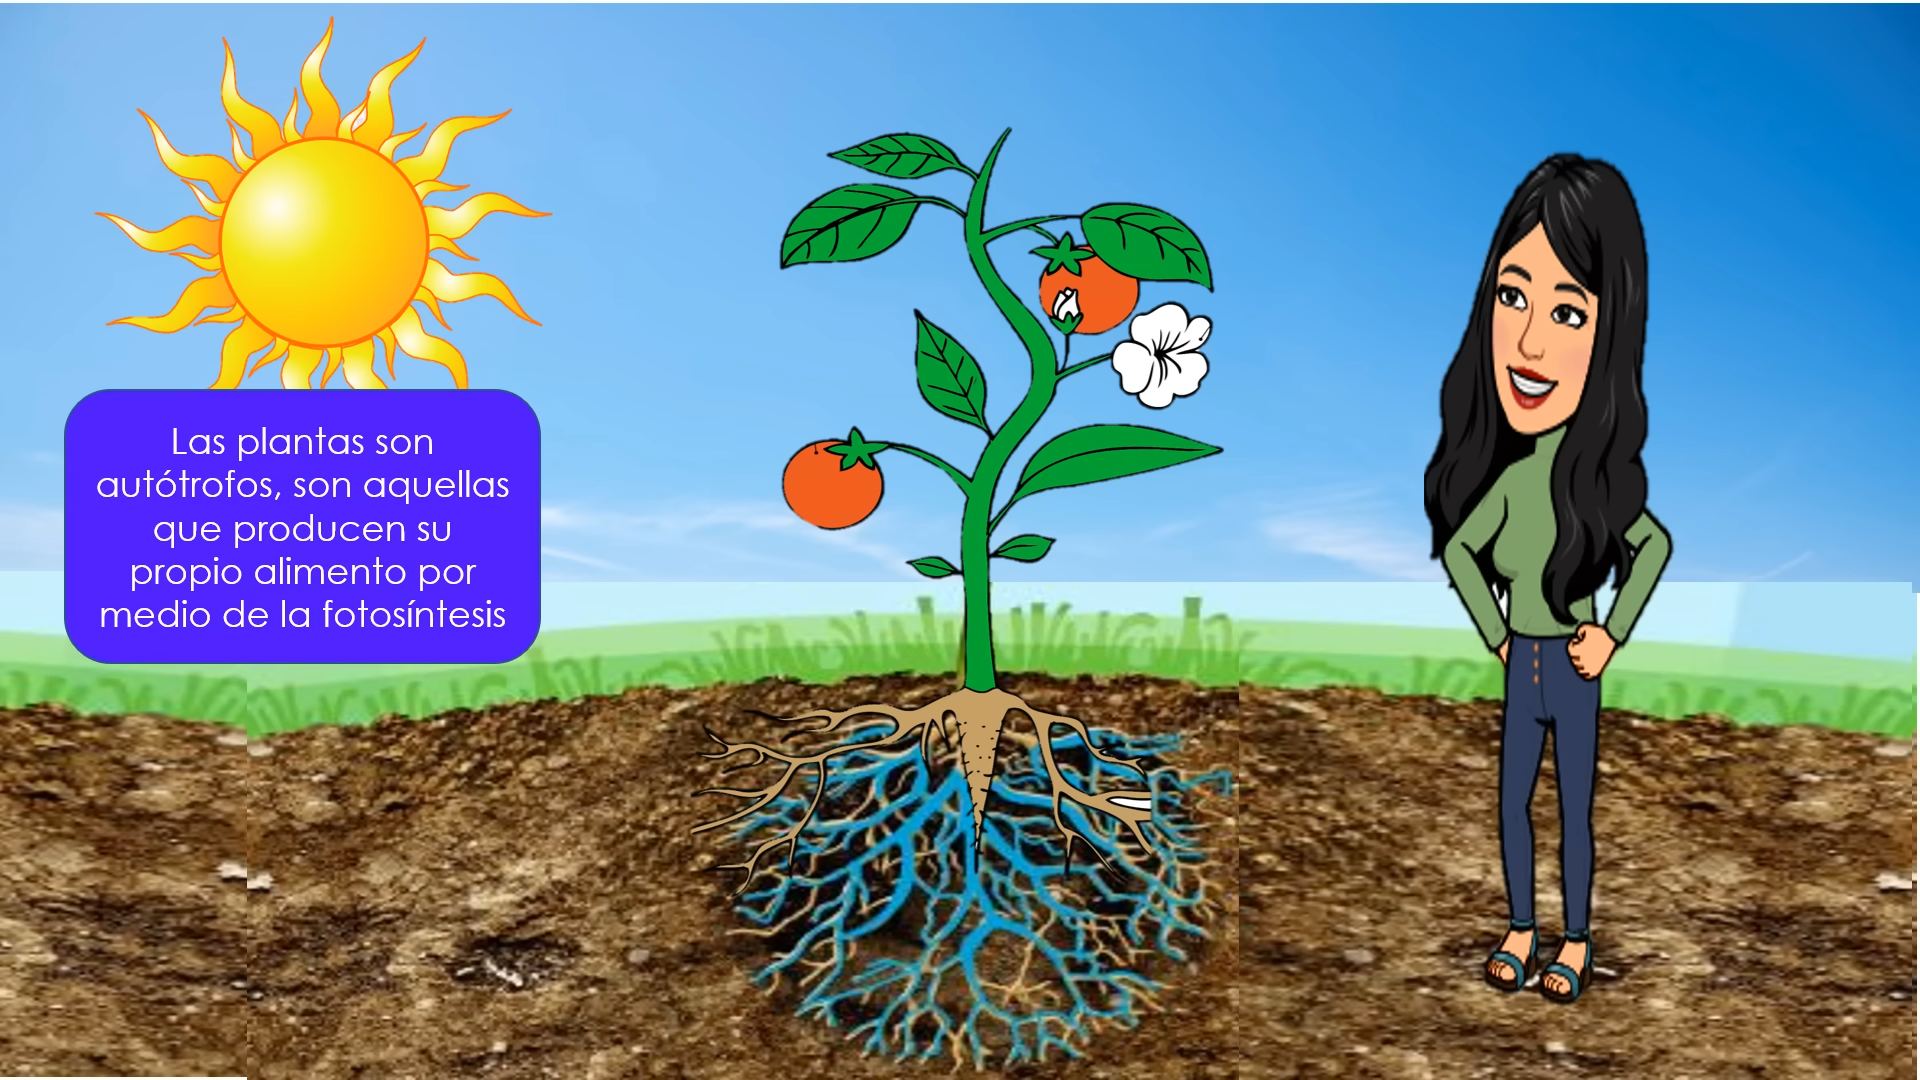 Las plantas son
autótrofos, son aquellas
que producen su
propio alimento por
medio de la fotosíntesis